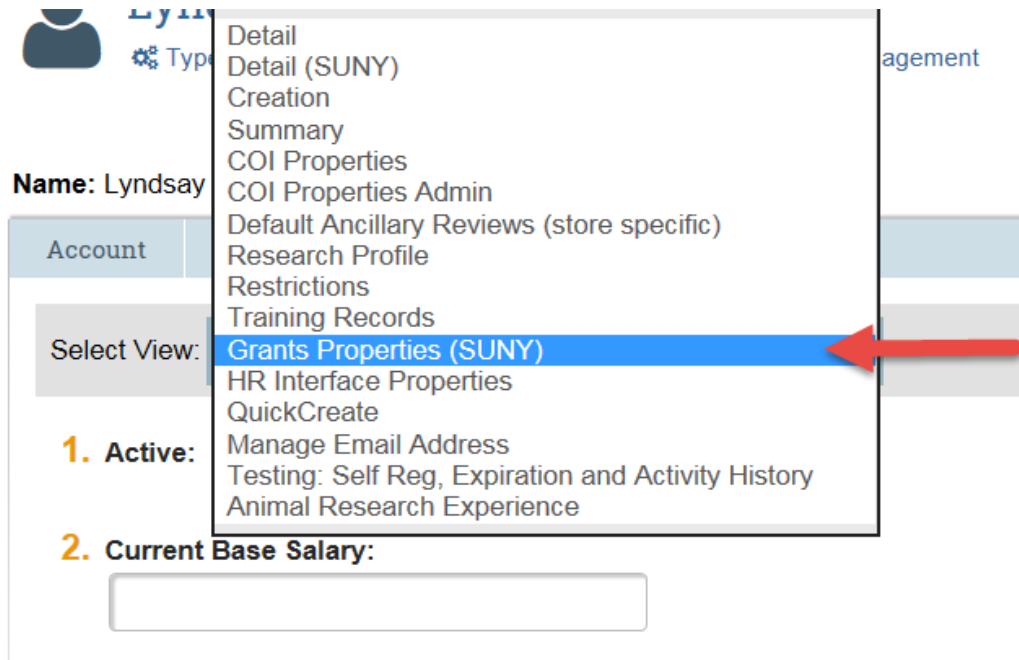 Detail
Type
Detail (SUNY)
agement
Creation
Summary
COI Properties
Name: Lyndsay
COI Properties Admin
Default Ancillary Reviews (store specific)
Account
Research Profile
Restrictions
Training Records
Select View:
Grants Properties (SUNY)
HR Interface Properties
QuickCreate
1. Active:
Manage Email Address
Testing: Self Reg, Expiration and Activity History
Animal Research Experience
2. Current Base Salary: